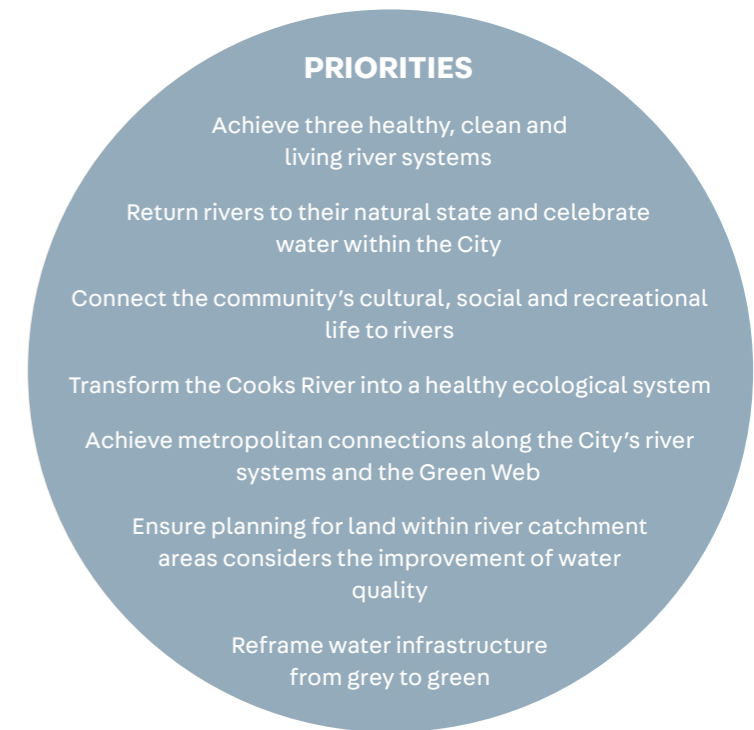 PRIORITIES
Achieve three healthy, clean and
living river systems
Return rivers to their natural state and celebrate
water within the City
Connect the community’s cultural, social and recreational
life to rivers
Transform the Cooks River into a healthy ecological system
Achieve metropolitan connections along the City’s river
systems and the Green Web
Ensure planning for land within river catchment
areas considers the improvement of water
quality
Reframe water infrastructure
from grey to green